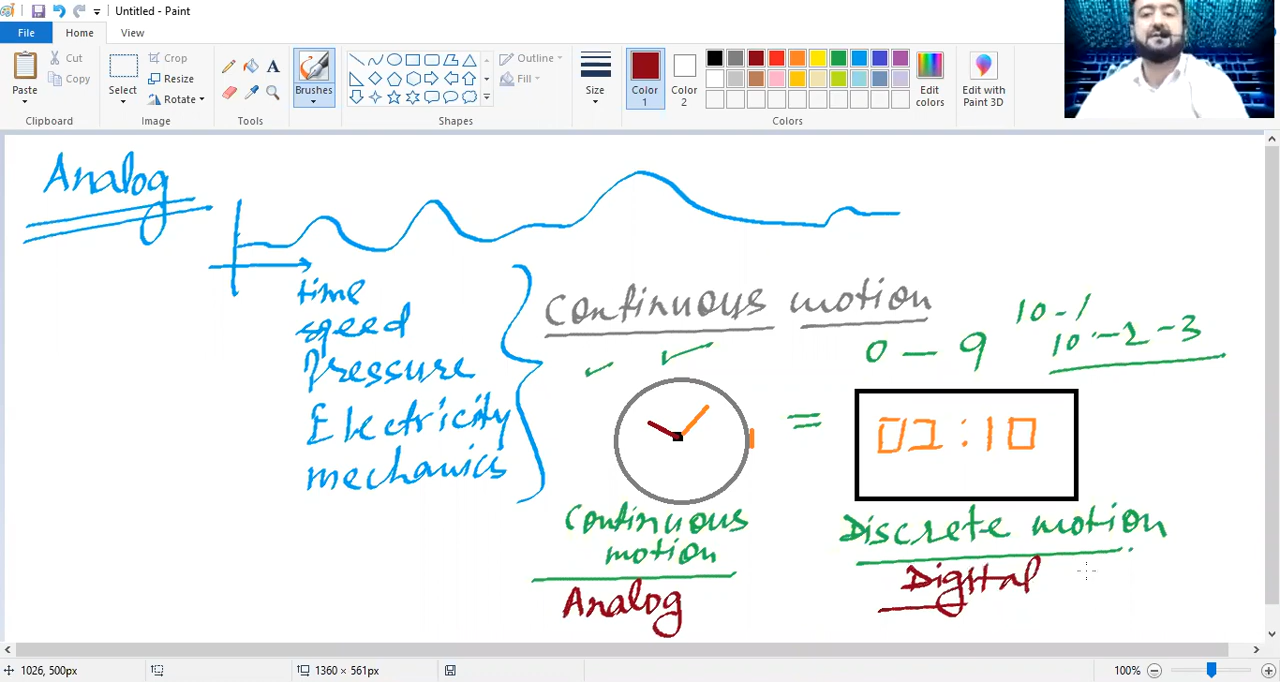 Untitled - Paint
File Home View
Paste
Cut
Copy
Clipboard
Select
Crop
Resize
Rotate
Image
Tools
Brushes
Outline
Fill
Shapes
Size
Color 1
Color 2
Edit colors
Colors
Edit with Paint 3D
Analog
time
speed
Pressure
Electricity
mechanics
Continuous motion
0 - 9
10-1
10-2-3
=
01:10
Continuous motion
Analog
Discrete motion
Digital
1026, 500px
1360 × 561px
100%